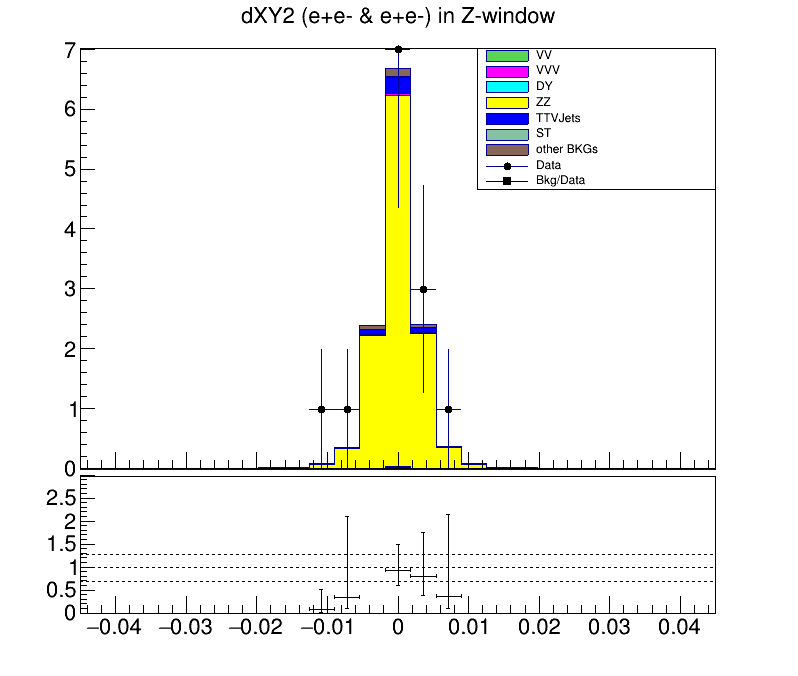 dXY2 (e+e- & e+e-) in Z-window
7
6
5
4
3
2
1
0
VV
VVV
DY
ZZ
TTVJets
ST
other BKGs
Data
Bkg/Data
2.5
2
1.5
1
0.5
0
−0.04 −0.03 −0.02 −0.01 0 0.01 0.02 0.03 0.04